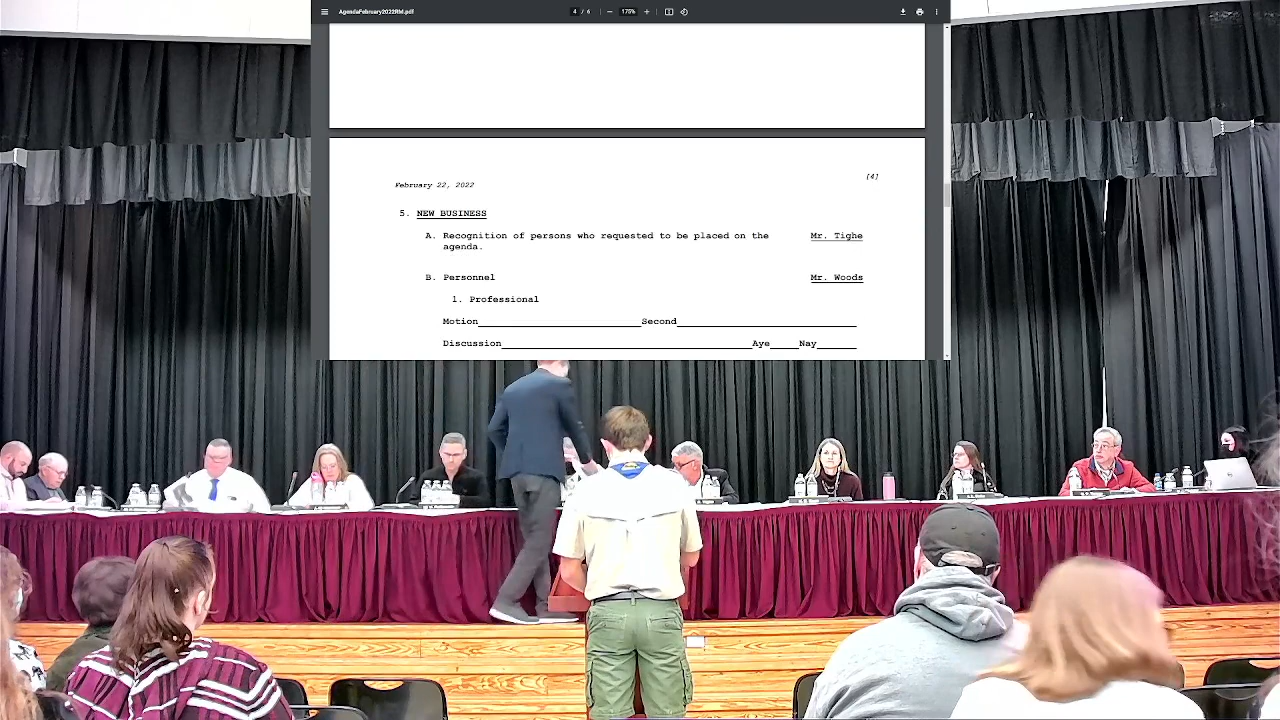 AgendaFebruary2022RM.pdf 4 / 6 175%
[4]
February 22, 2022
5. NEW BUSINESS
A. Recognition of persons who requested to be placed on the Mr. Tighe
agenda.
B. Personnel Mr. Woods
1. Professional
Motion Second
Discussion Aye Nay